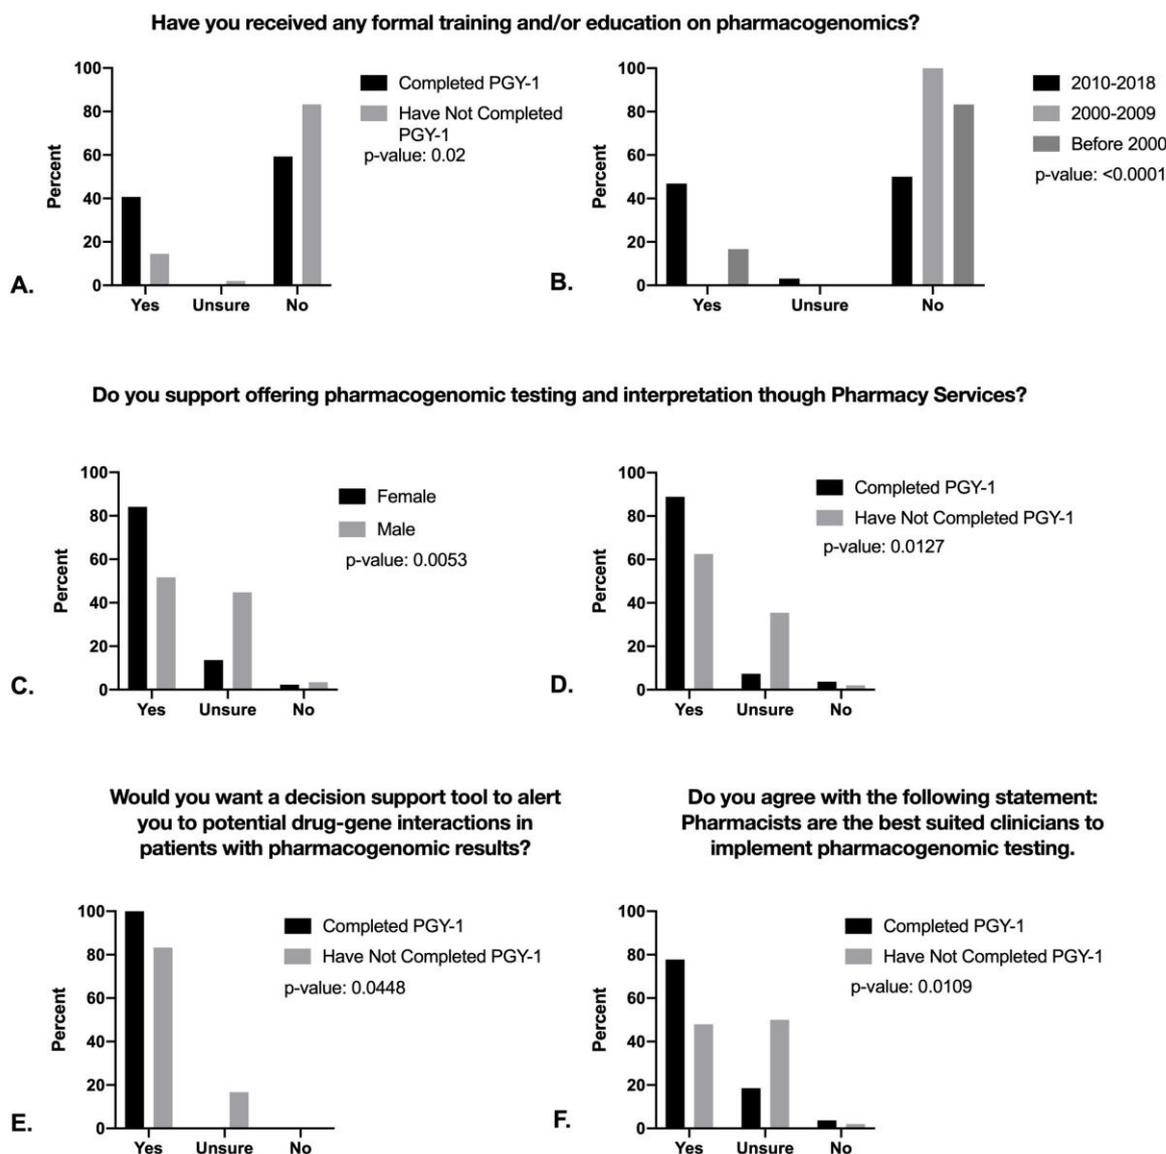 Have you received any formal training and/or education on pharmacogenomics?
100
80
60
40
20
0
Percent
Yes
Unsure
No
Completed PGY-1
Have Not Completed
PGY-1
p-value: 0.02
A.
100
80
60
40
20
0
Percent
Yes
Unsure
No
2010-2018
2000-2009
Before 2000
p-value: <0.0001
B.
Do you support offering pharmacogenomic testing and interpretation though Pharmacy Services?
100
80
60
40
20
0
Percent
Yes
Unsure
No
Female
Male
p-value: 0.0053
C.
100
80
60
40
20
0
Percent
Yes
Unsure
No
Completed PGY-1
Have Not Completed PGY-1
p-value: 0.0127
D.
Would you want a decision support tool to alert
you to potential drug-gene interactions in
patients with pharmacogenomic results?
100
80
60
40
20
0
Percent
Yes
Unsure
No
Completed PGY-1
Have Not Completed PGY-1
p-value: 0.0448
E.
Do you agree with the following statement:
Pharmacists are the best suited clinicians to
implement pharmacogenomic testing.
100
80
60
40
20
0
Percent
Yes
Unsure
No
Completed PGY-1
Have Not Completed PGY-1
p-value: 0.0109
F.